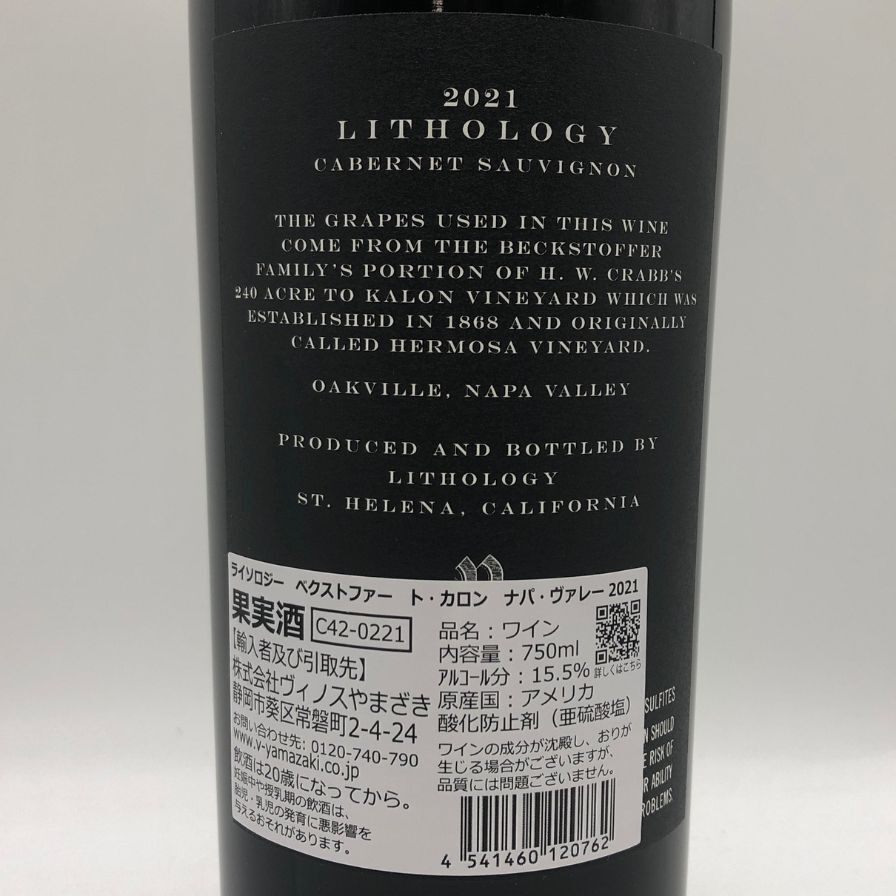 2021
LITHOLOGY
CABERNET SAUVIGNON
THE GRAPES USED IN THIS WINE
COME FROM THE BECKSTOFFER
FAMILY'S PORTION OF H. W. CRABB'S
240 ACRE TO KALON VINEYARD WHICH WAS
ESTABLISHED IN 1868 AND ORIGINALLY
CALLED HERMOSA VINEYARD.
OAKVILLE, NAPA VALLEY
PRODUCED AND BOTTLED BY
LITHOLOGY
ST. HELENA, CALIFORNIA
ライソロジー ベクストファー ト・カロン ナパ・ヴァレー 2021
果実酒 C42-0221
【輸入者及び引取先】
株式会社ヴィノスやまざき
静岡市葵区常磐町2-4-24
お問い合わせ先: 0120-740-790
www.v-yamazaki.co.jp
飲酒は20歳になってから。
妊娠中や授乳期の飲酒は、
胎児・乳児の発育に悪影響を
与えるおそれがあります。
品名：ワイン
内容量：750ml
アルコール分：15.5%
原産国：アメリカ
酸化防止剤（亜硫酸塩）
詳しくはこちら
ワインの成分が沈殿し、おりが
生じる場合がございますが、
品質には問題ございません。
4 541460 120762
SULFITES
SHOULD
RISK OF
ABILITY